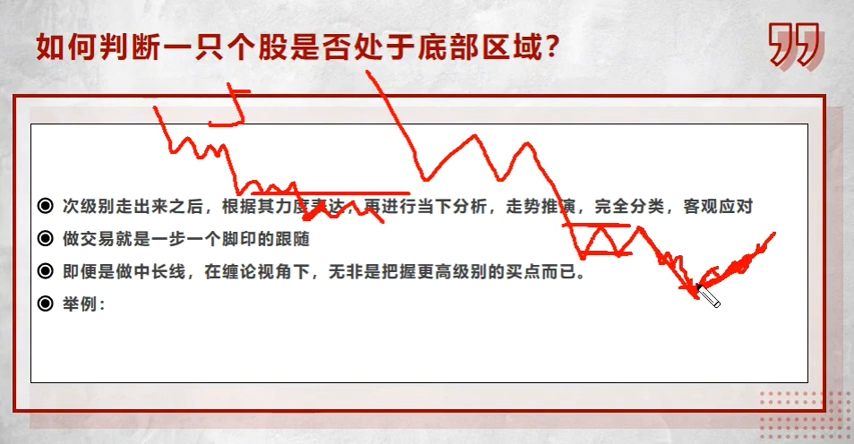 如何判断一只个股是否处于底部区域？
次级别走出来之后，根据其力度表达，再进行当下分析，走势推演，完全分类，客观应对
做交易就是一步一个脚印的跟随
即便是做中长线，在缠论视角下，无非是把握更高级别的买点而已。
举例：